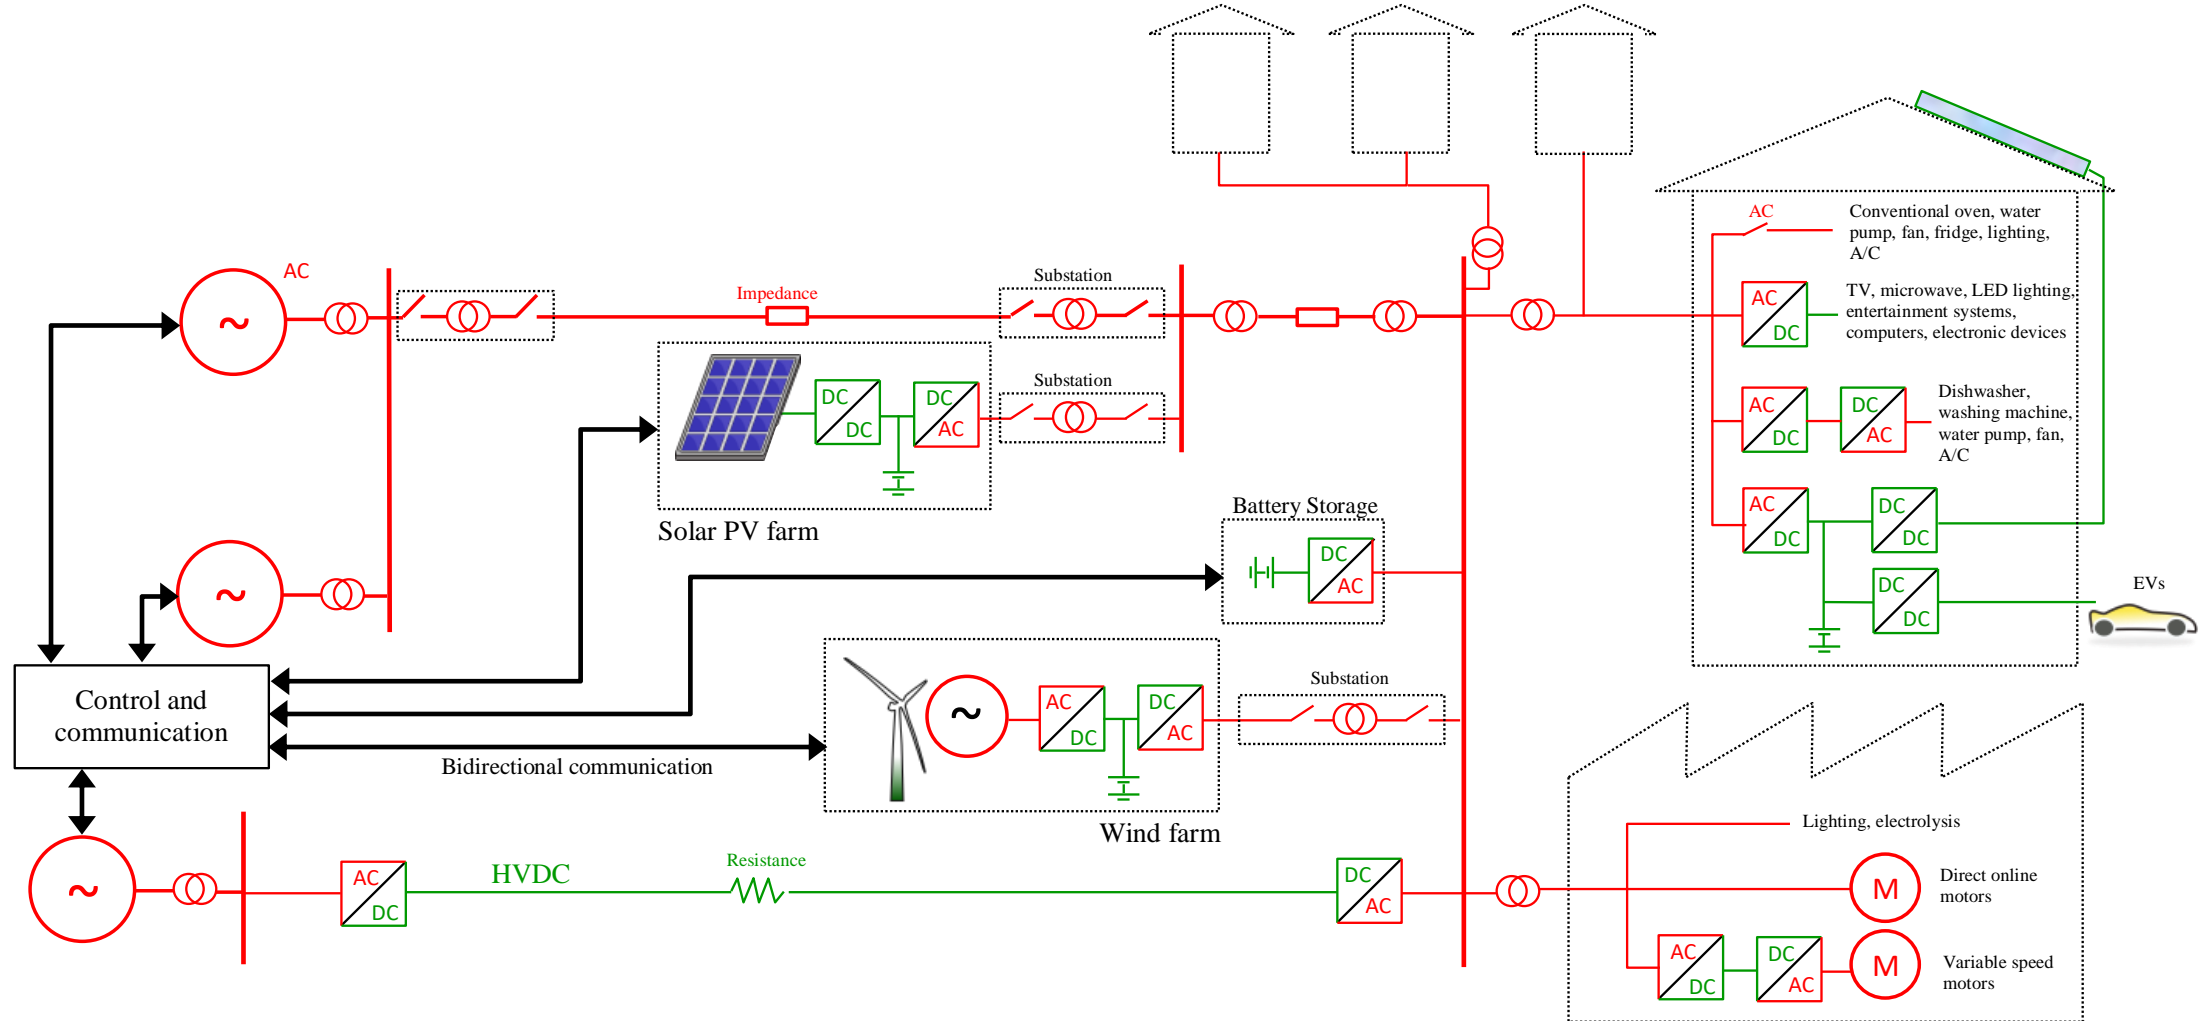 AC
Conventional oven, water
pump, fan, fridge, lighting,
A/C
AC
Substation
Impedance
TV, microwave, LED lighting,
entertainment systems,
computers, electronic devices
AC
DC
Substation
DC
DC
DC
AC
Dishwasher,
washing machine,
water pump, fan,
A/C
AC
DC
DC
AC
Solar PV farm
Battery Storage
DC
AC
AC
DC
DC
DC
DC
DC
EVs
~
~
Control and
communication
Bidirectional communication
~
AC
DC
DC
AC
Substation
Wind farm
~
AC
DC
HVDC
Resistance
DC
AC
Lighting, electrolysis
M
Direct online
motors
AC
DC
DC
AC
M
Variable speed
motors